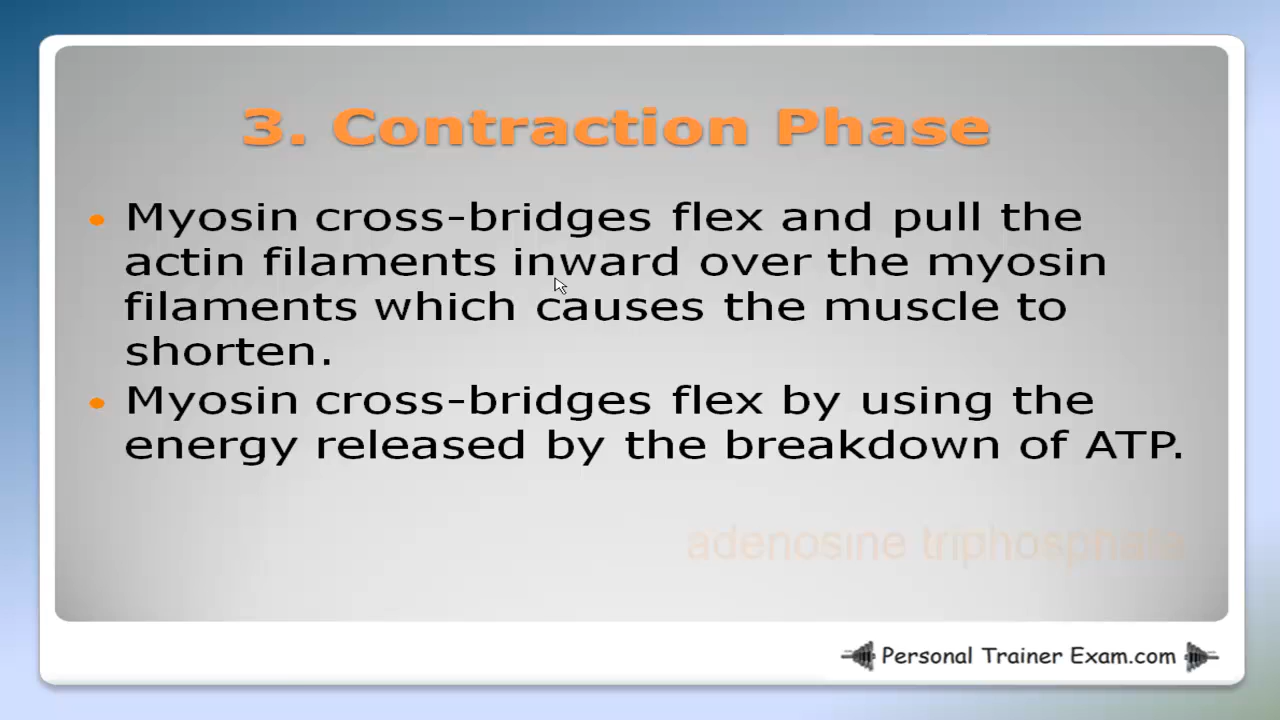 3. Contraction Phase
• Myosin cross-bridges flex and pull the
actin filaments inward over the myosin
filaments which causes the muscle to
shorten.
• Myosin cross-bridges flex by using the
energy released by the breakdown of ATP.
adenosine triphosphate
Personal Trainer Exam.com